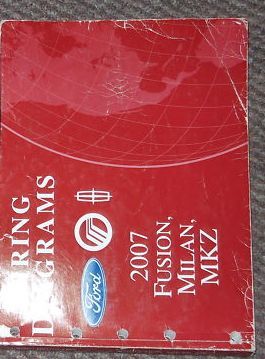 RING
DIAGRAMS
Ford
2007
FUSION,
MILAN,
MKZ